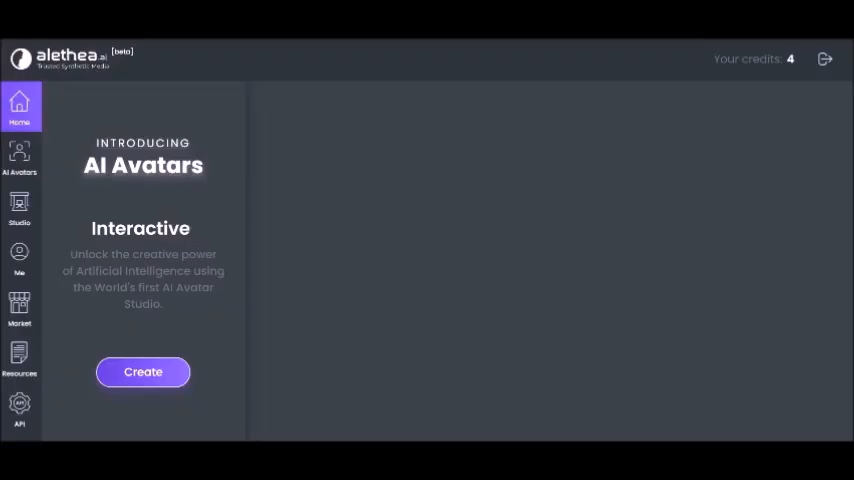 alethea.ai [beta]
Trusted Synthetic Media
Your credits: 4
Home
AI Avatars
Studio
Me
Market
Resources
API
API
INTRODUCING
AI Avatars
Interactive
Unlock the creative power
of Artificial Intelligence using
the World's first AI Avatar
Studio.
Create